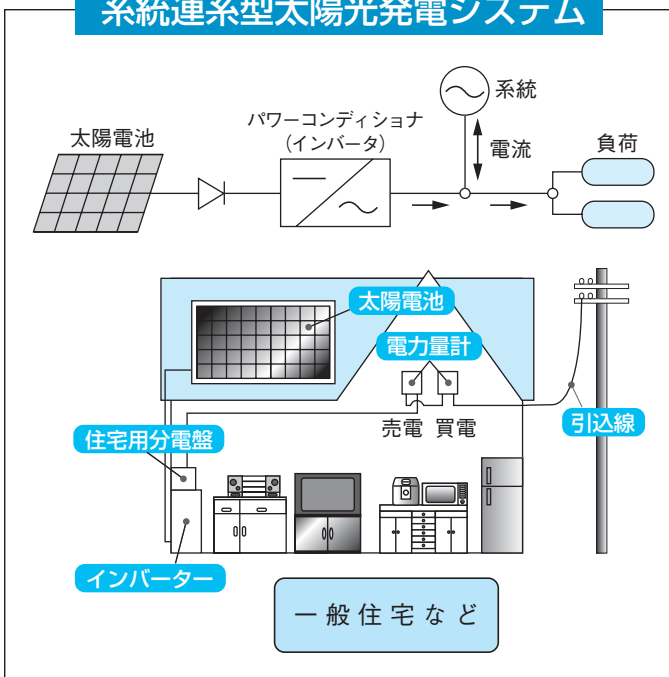 系統連系型太陽光発電システム
系統
パワーコンディショナ
(インバータ)
太陽電池
電流
負荷
太陽電池
電力量計
売電 買電
引込線
住宅用分電盤
インバーター
一般住宅など